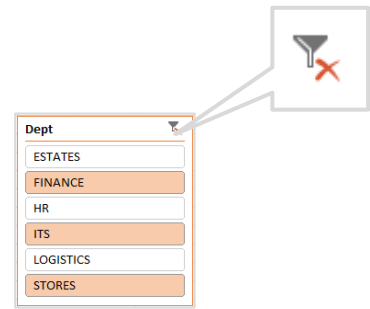 Dept
ESTATES
FINANCE
HR
ITS
LOGISTICS
STORES